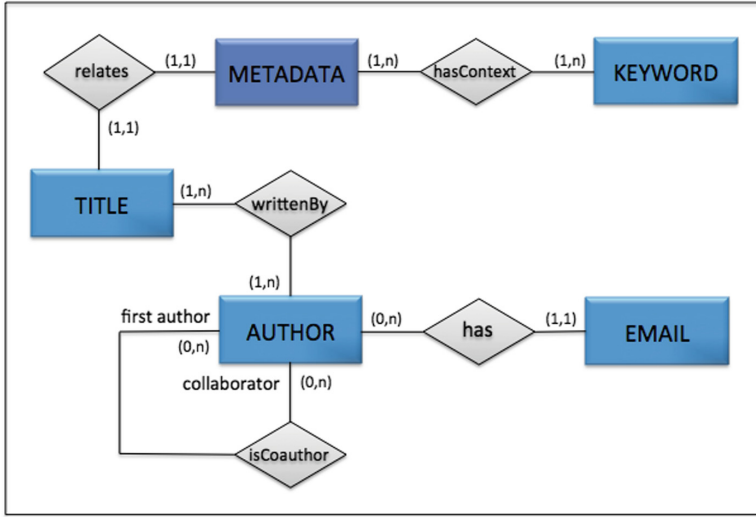 relates
(1,1)
METADATA
(1,n)
hasContext
(1,n)
KEYWORD
(1,1)
TITLE
(1,n)
writtenBy
(1,n)
first author
AUTHOR
(0,n)
has
(1,1)
EMAIL
(0,n)
collaborator
(0,n)
isCoauthor